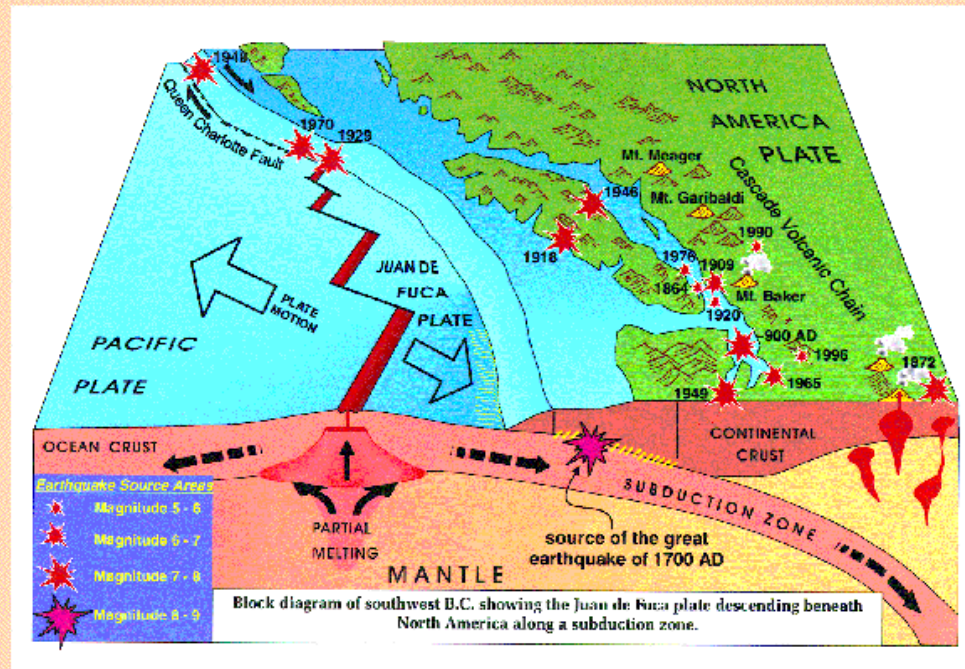 1949
Queen Charlotte Fault
1970
1929
NORTH
AMERICA
PLATE
Mt. Meager
1946
Mt. Garibaldi
Cascade Volcanic Chain
1990
1918
1976
1909
1864
Mt. Baker
1920
JUAN DE
FUCA
PLATE
PLATE
MOTION
900 AD
PACIFIC
PLATE
1996
1872
1965
1949
OCEAN CRUST
CONTINENTAL
CRUST
SUBDUCTION ZONE
Earthquake Source Areas
Magnitude 5 - 6
Magnitude 6 - 7
Magnitude 7 - 8
Magnitude 8 - 9
PARTIAL
MELTING
source of the great
earthquake of 1700 AD
MANTLE
Block diagram of southwest B.C. showing the Juan de Fuca plate descending beneath
North America along a subduction zone.